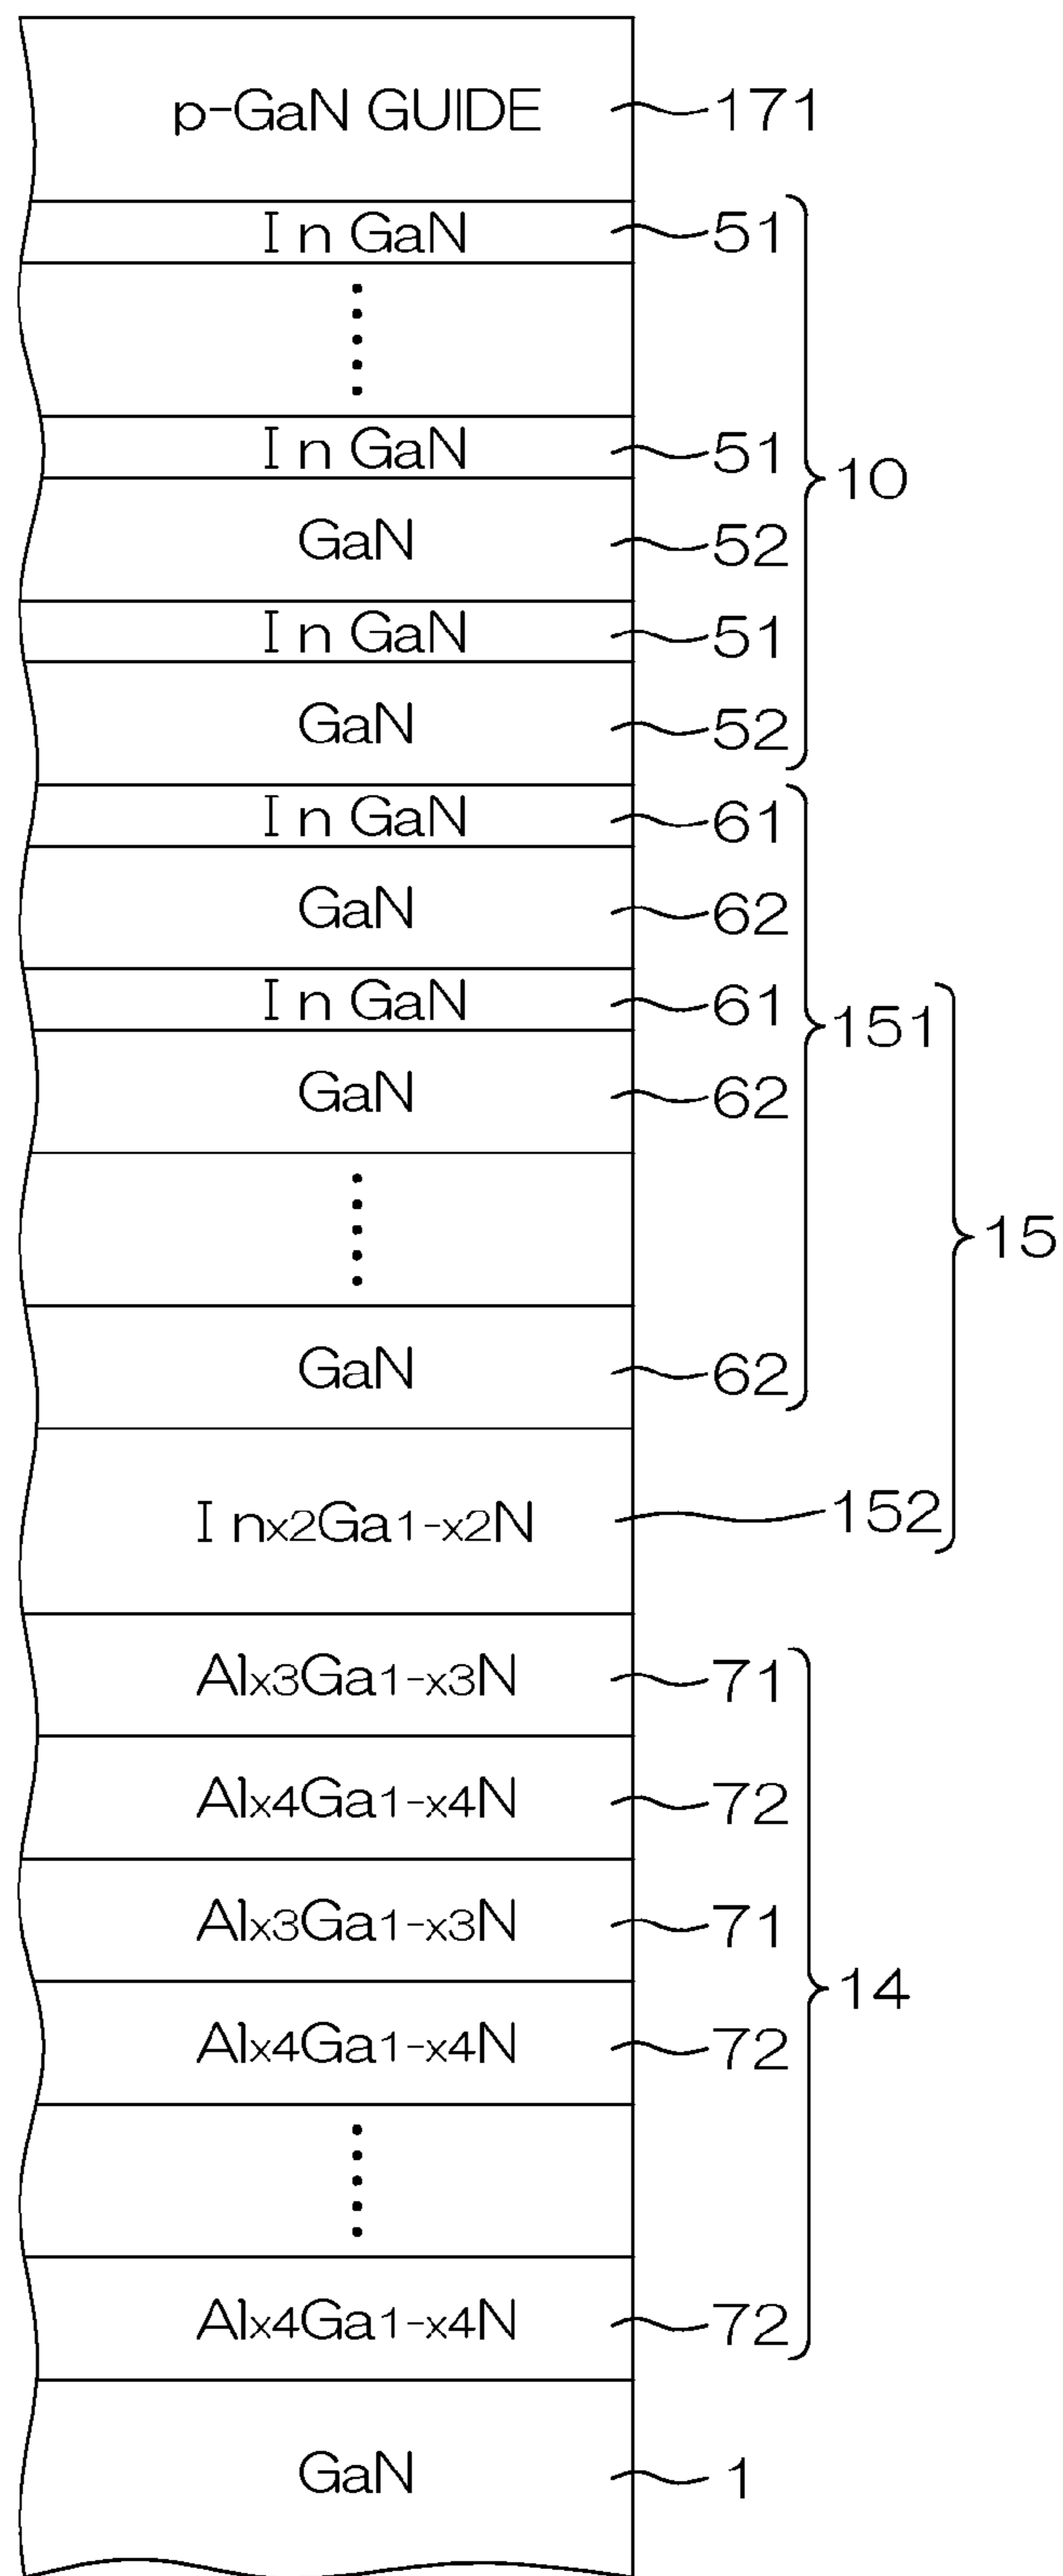 p-GaN GUIDE 171
InGaN 51
InGaN 51
10
GaN 52
InGaN 51
GaN 52
InGaN 61
GaN 62
InGaN 61
151
GaN 62
15
GaN 62
Inx2Ga1-x2N 152
Alx3Ga1-x3N 71
Alx4Ga1-x4N 72
Alx3Ga1-x3N 71
14
Alx4Ga1-x4N 72
Alx4Ga1-x4N 72
GaN 1